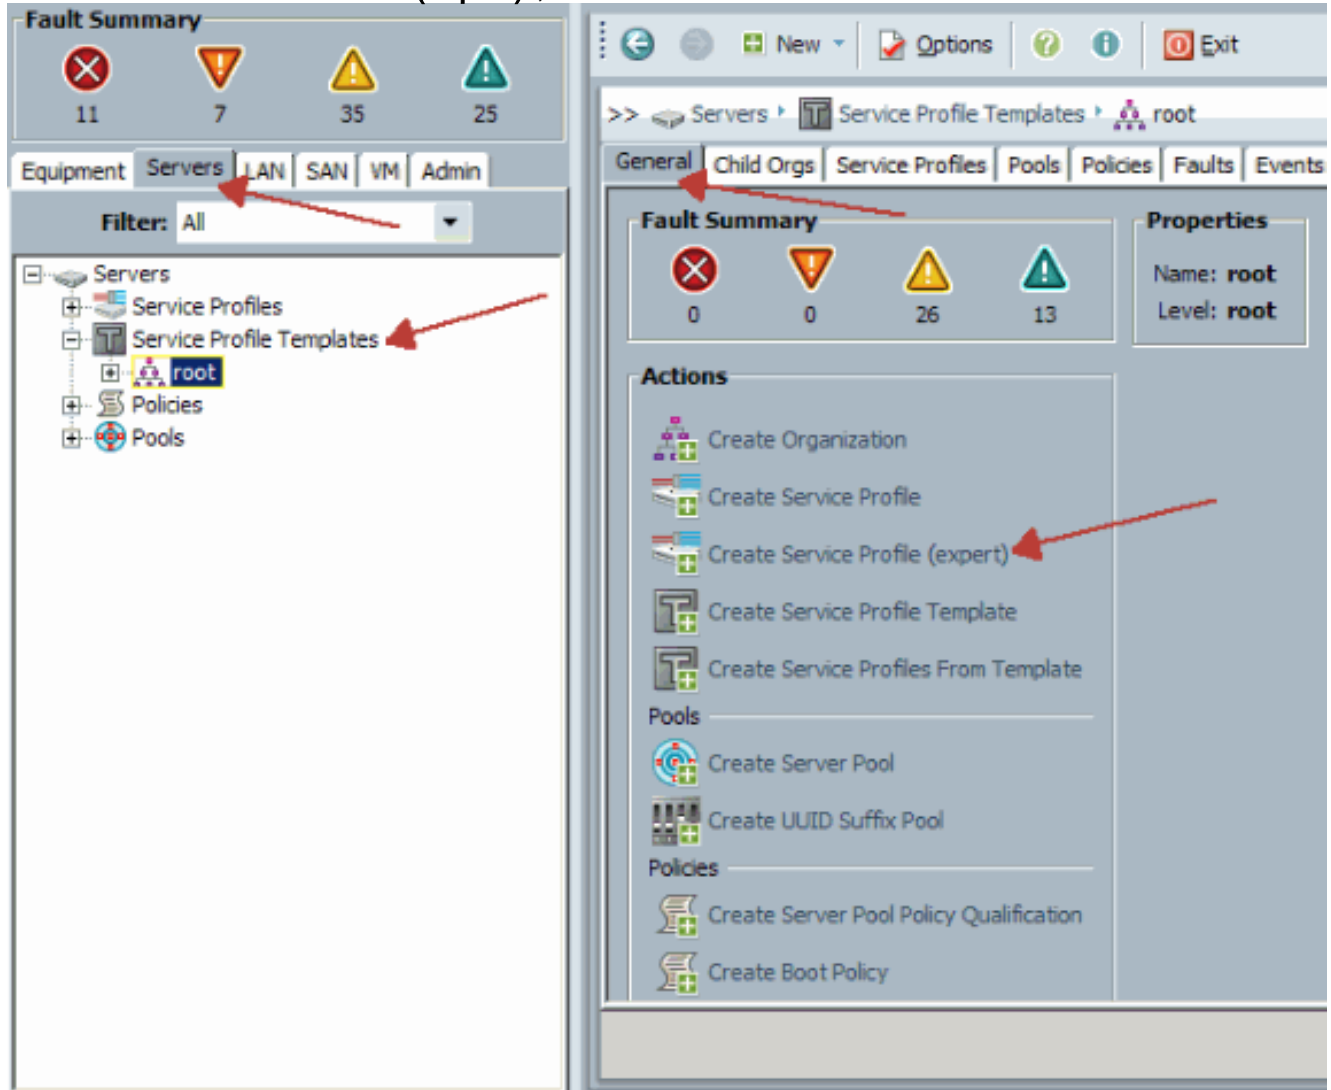 Fault Summary
11 7 35 25
Equipment Servers LAN SAN VM Admin
Filter: All
Servers
Service Profiles
Service Profile Templates
root
Policies
Pools
New Options Exit
>> Servers Service Profile Templates root
General Child Orgs Service Profiles Pools Policies Faults Events
Fault Summary
0 0 26 13
Properties
Name: root
Level: root
Actions
Create Organization
Create Service Profile
Create Service Profile (expert)
Create Service Profile Template
Create Service Profiles From Template
Pools
Create Server Pool
Create UUID Suffix Pool
Policies
Create Server Pool Policy Qualification
Create Boot Policy